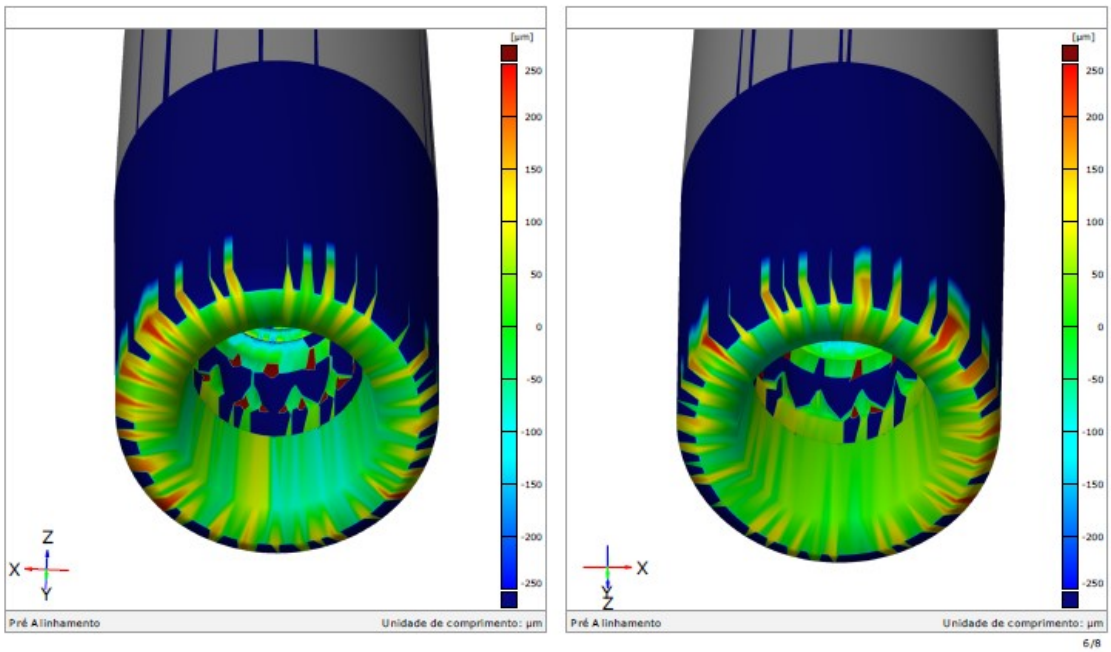 [µm]
250
200
150
100
50
0
-50
-100
-150
-200
-250
Z
X
Y
Pré Alinhamento
Unidade de comprimento: µm
[µm]
250
200
150
100
50
0
-50
-100
-150
-200
-250
X
Y
Z
Pré Alinhamento
Unidade de comprimento: µm
6/8